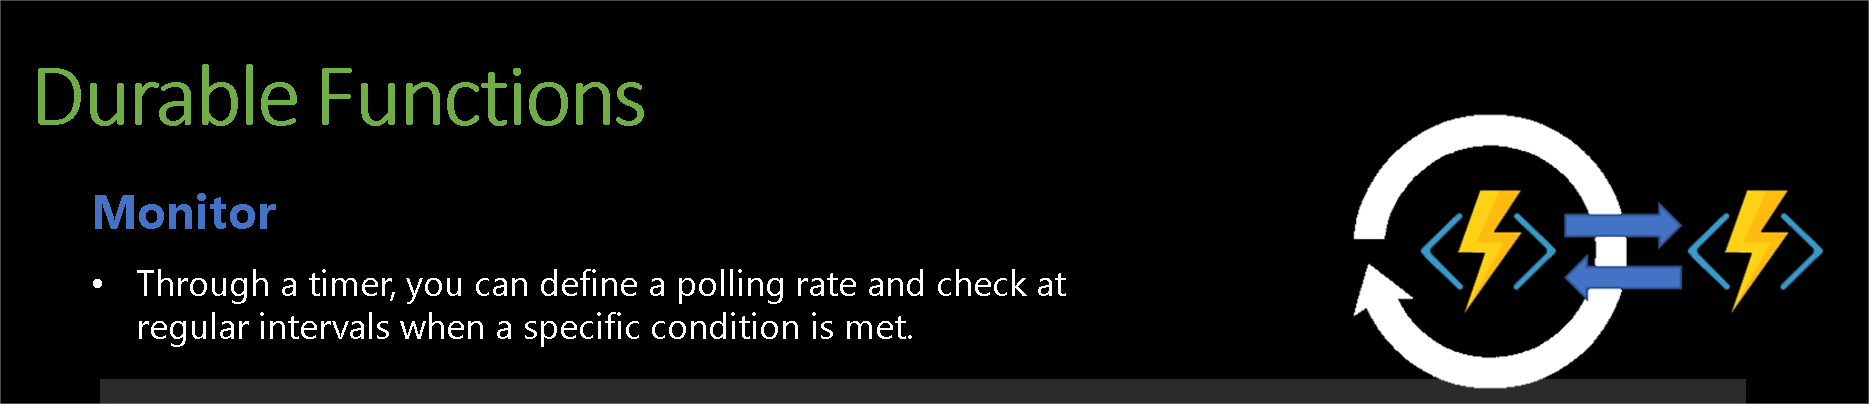 Durable Functions
Monitor
• Through a timer, you can define a polling rate and check at
regular intervals when a specific condition is met.